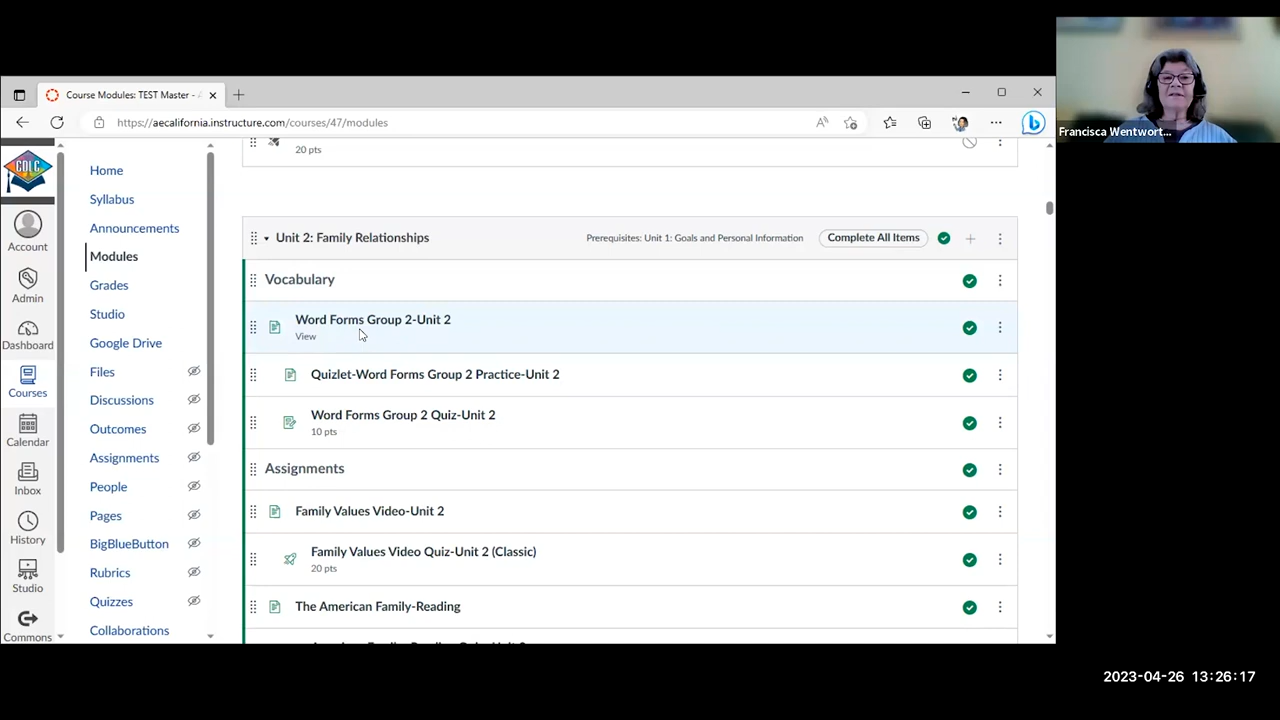 Course Modules: TEST Master -
https://aecalifornia.instructure.com/courses/47/modules
Francisca Wentwort...
CDLC
Account
Admin
Dashboard
Courses
Calendar
Inbox
History
Studio
Commons
Home
Syllabus
Announcements
Modules
Grades
Studio
Google Drive
Files
Discussions
Outcomes
Assignments
People
Pages
BigBlueButton
Rubrics
Quizzes
Collaborations
20 pts
Unit 2: Family Relationships
Prerequisites: Unit 1: Goals and Personal Information
Complete All Items
Vocabulary
Word Forms Group 2-Unit 2
View
Quizlet-Word Forms Group 2 Practice-Unit 2
Word Forms Group 2 Quiz-Unit 2
10 pts
Assignments
Family Values Video-Unit 2
Family Values Video Quiz-Unit 2 (Classic)
20 pts
The American Family-Reading
2023-04-26 13:26:17